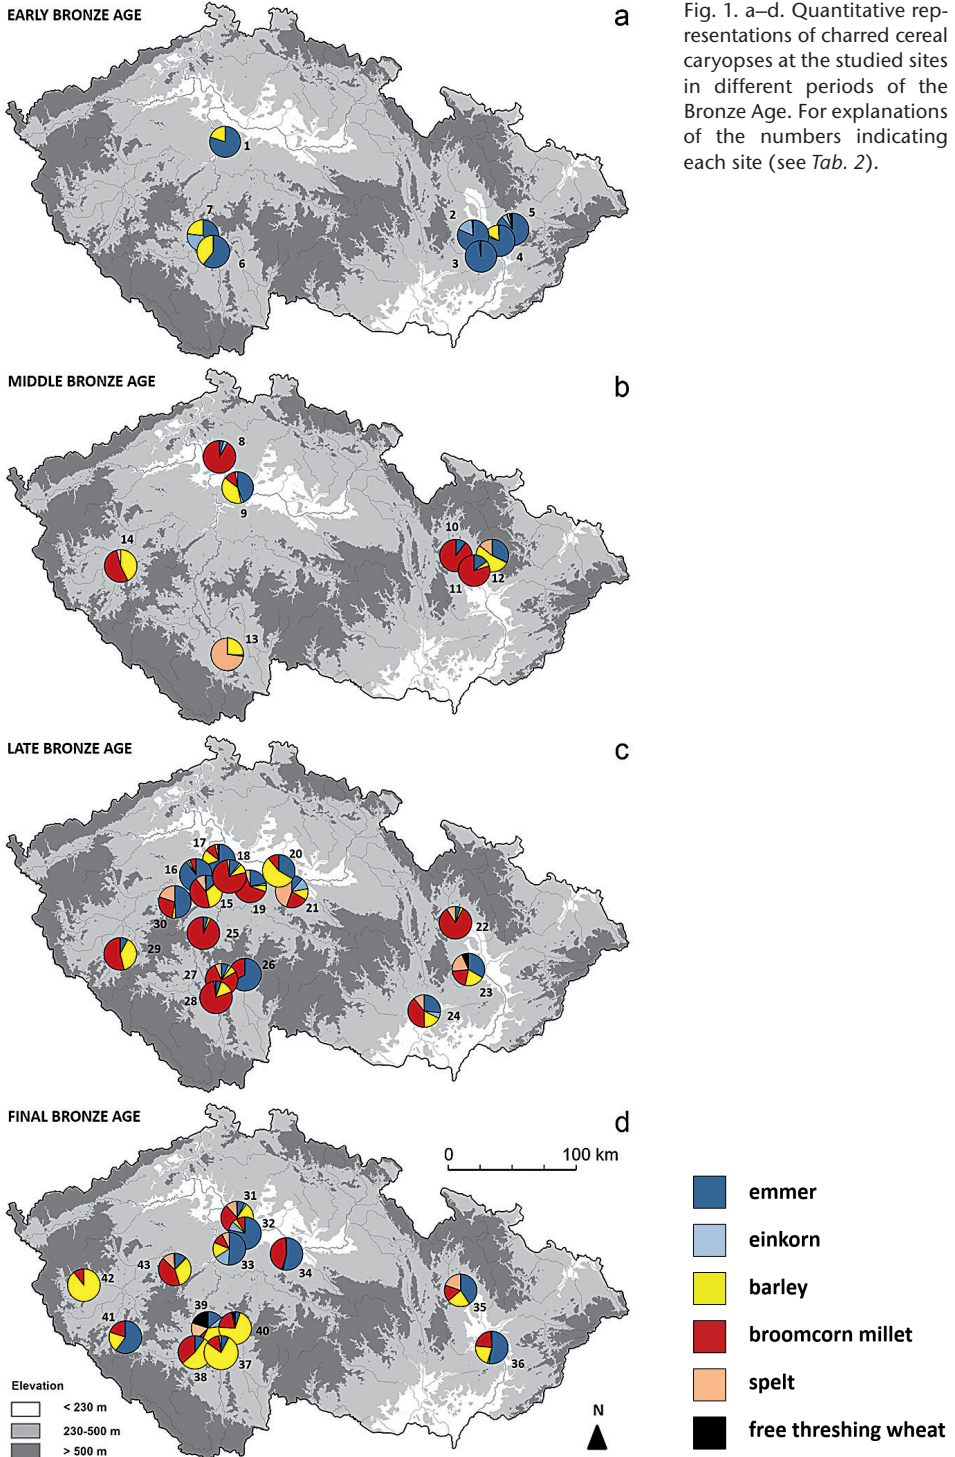 EARLY BRONZE AGE
a
Fig. 1. a–d. Quantitative rep-
resentations of charred cereal
caryopses at the studied sites
in different periods of the
Bronze Age. For explanations
of the numbers indicating
each site (see Tab. 2).
1
7
2
5
6
3
4
MIDDLE BRONZE AGE
b
8
9
10
14
11
12
13
LATE BRONZE AGE
c
17
18
20
16
15
19
21
30
22
25
29
26
27
23
28
24
FINAL BRONZE AGE
d
0
100 km
31
32
33
34
43
42
35
39
41
40
36
38
37
Elevation
< 230 m
230-500 m
> 500 m
N
emmer
einkorn
barley
broomcorn millet
spelt
free threshing wheat